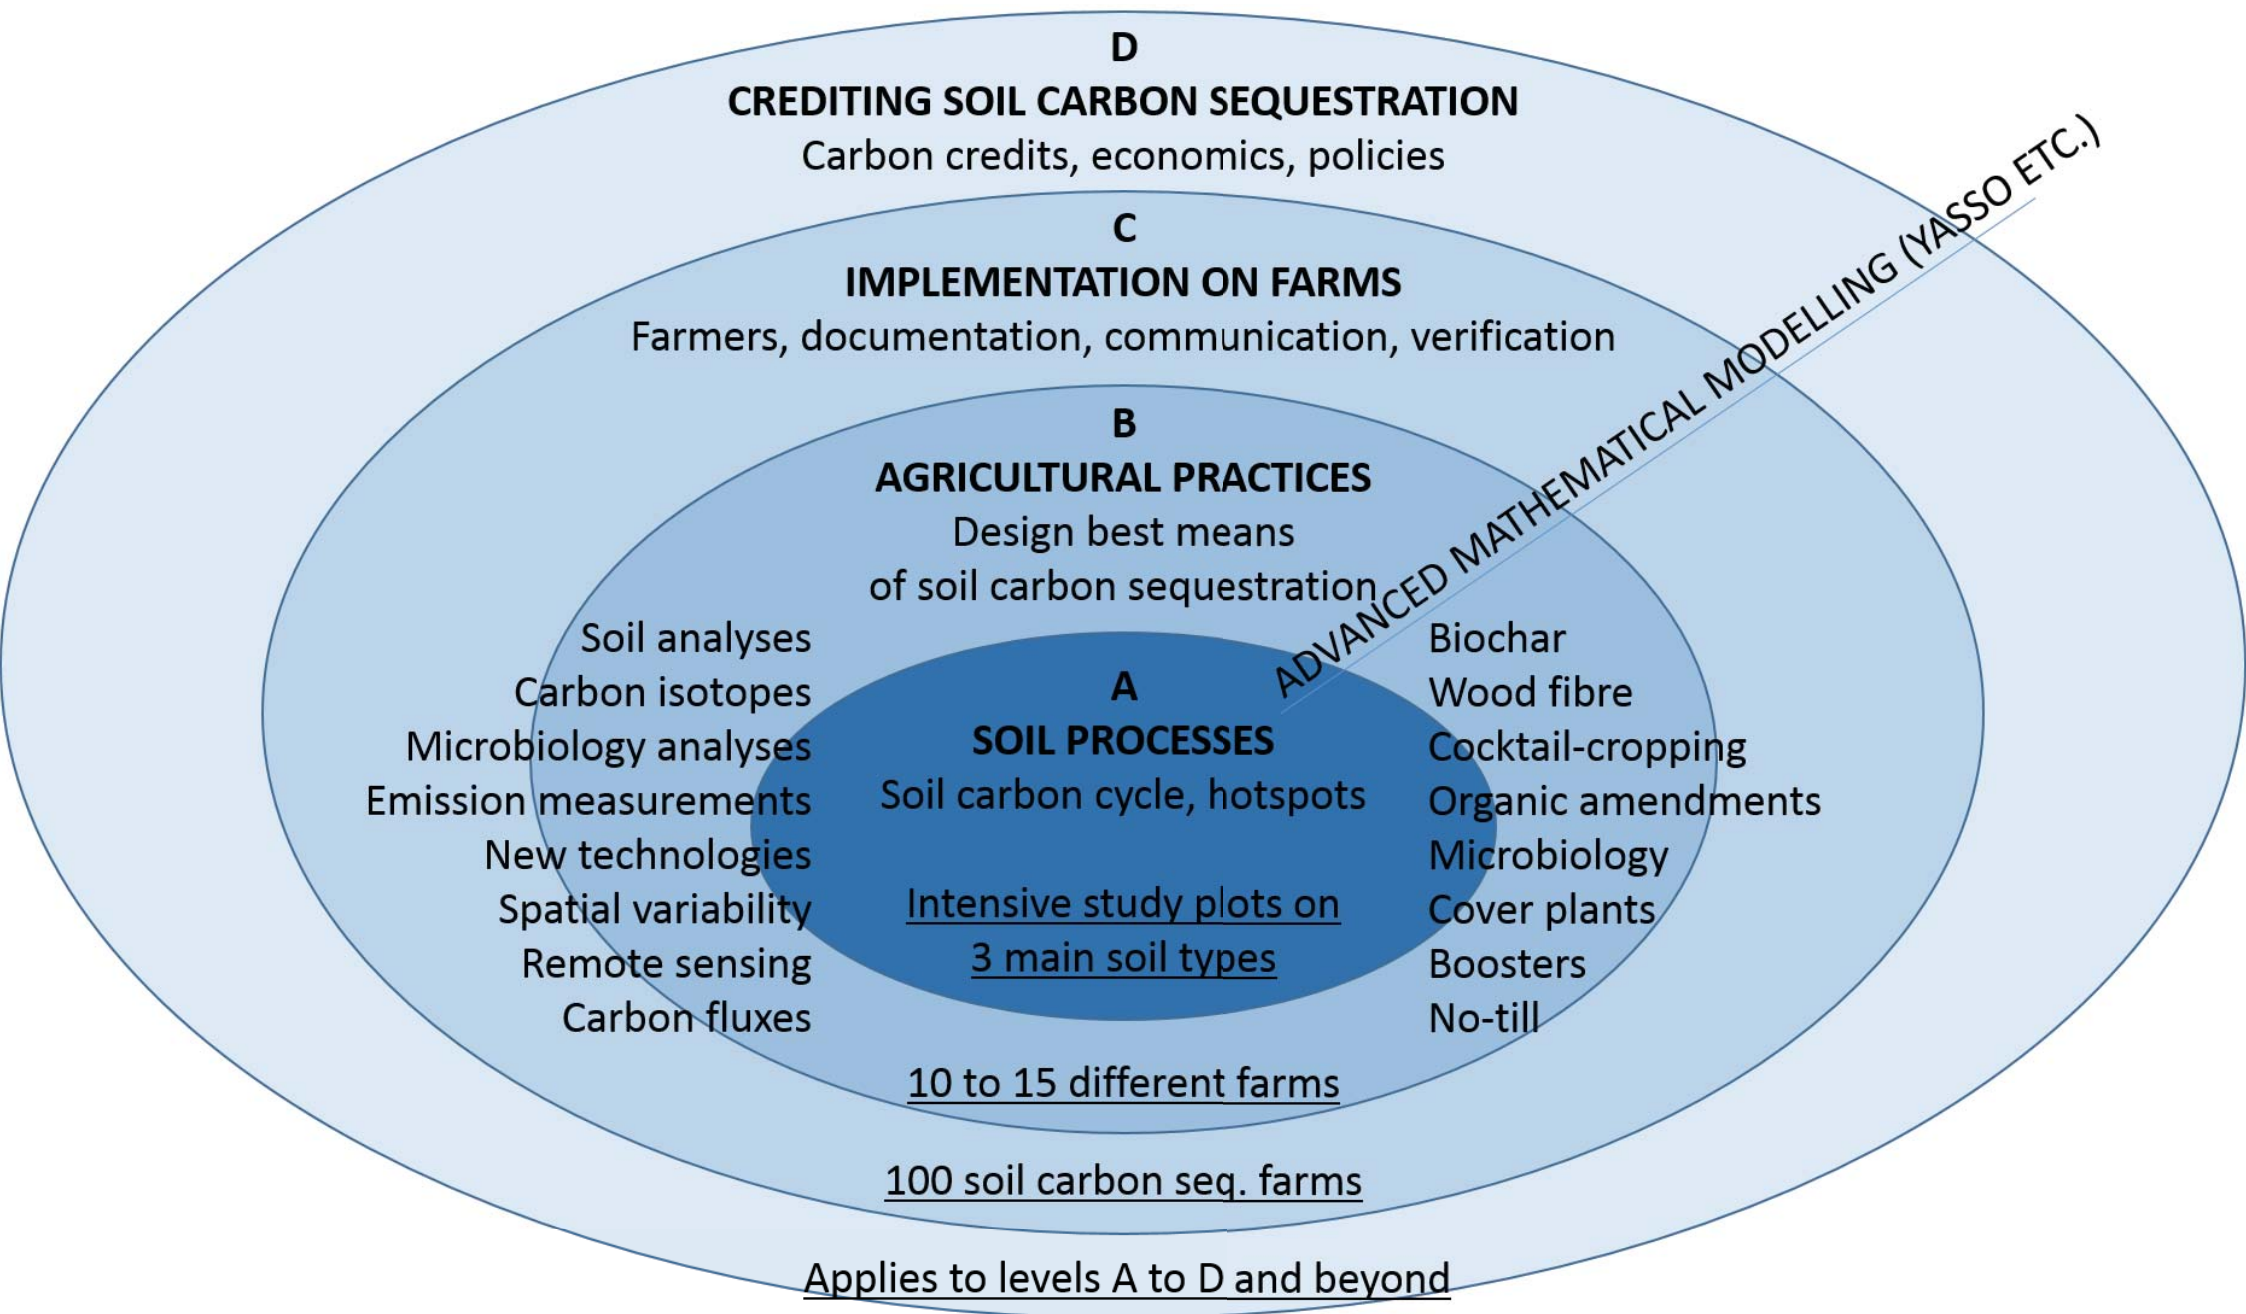 D
CREDITING SOIL CARBON SEQUESTRATION
Carbon credits, economics, policies
C
IMPLEMENTATION ON FARMS
Farmers, documentation, communication, verification
B
AGRICULTURAL PRACTICES
Design best means
of soil carbon sequestration
ADVANCED MATHEMATICAL MODELLING (YASSO ETC.)
Soil analyses
Carbon isotopes
Microbiology analyses
Emission measurements
New technologies
Spatial variability
Remote sensing
Carbon fluxes
A
SOIL PROCESSES
Soil carbon cycle, hotspots
Intensive study plots on
3 main soil types
Biochar
Wood fibre
Cocktail-cropping
Organic amendments
Microbiology
Cover plants
Boosters
No-till
10 to 15 different farms
100 soil carbon seq. farms
Applies to levels A to D and beyond